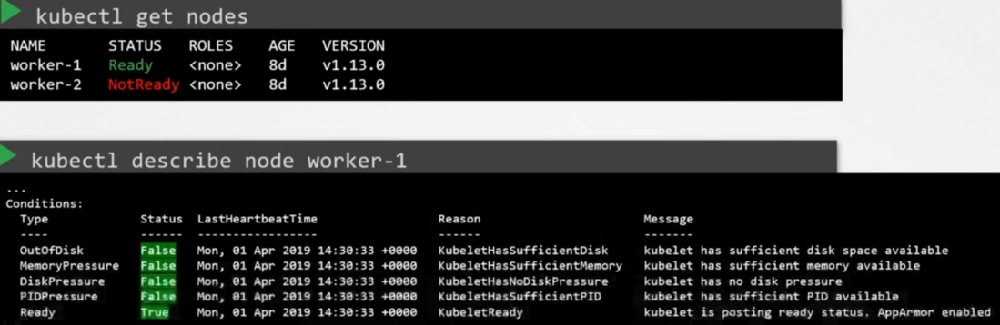 kubectl get nodes
NAME STATUS ROLES AGE VERSION
worker-1 Ready <none> 8d v1.13.0
worker-2 NotReady <none> 8d v1.13.0
kubectl describe node worker-1
...
Conditions:
Type Status LastHeartbeatTime Reason Message
---- ------ ----------------- ------ -------
OutOfDisk False Mon, 01 Apr 2019 14:30:33 +0000 KubeletHasSufficientDisk kubelet has sufficient disk space available
MemoryPressure False Mon, 01 Apr 2019 14:30:33 +0000 KubeletHasSufficientMemory kubelet has sufficient memory available
DiskPressure False Mon, 01 Apr 2019 14:30:33 +0000 KubeletHasNoDiskPressure kubelet has no disk pressure
PIDPressure False Mon, 01 Apr 2019 14:30:33 +0000 KubeletHasSufficientPID kubelet has sufficient PID available
Ready True Mon, 01 Apr 2019 14:30:33 +0000 KubeletReady kubelet is posting ready status. AppArmor enabled